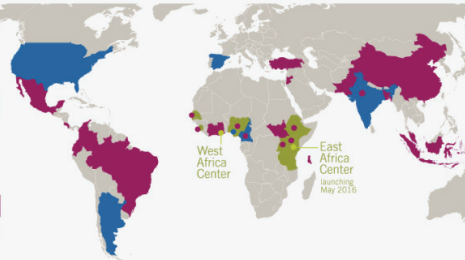 West
Africa
Center
East
Africa
Center
launching
May 2016